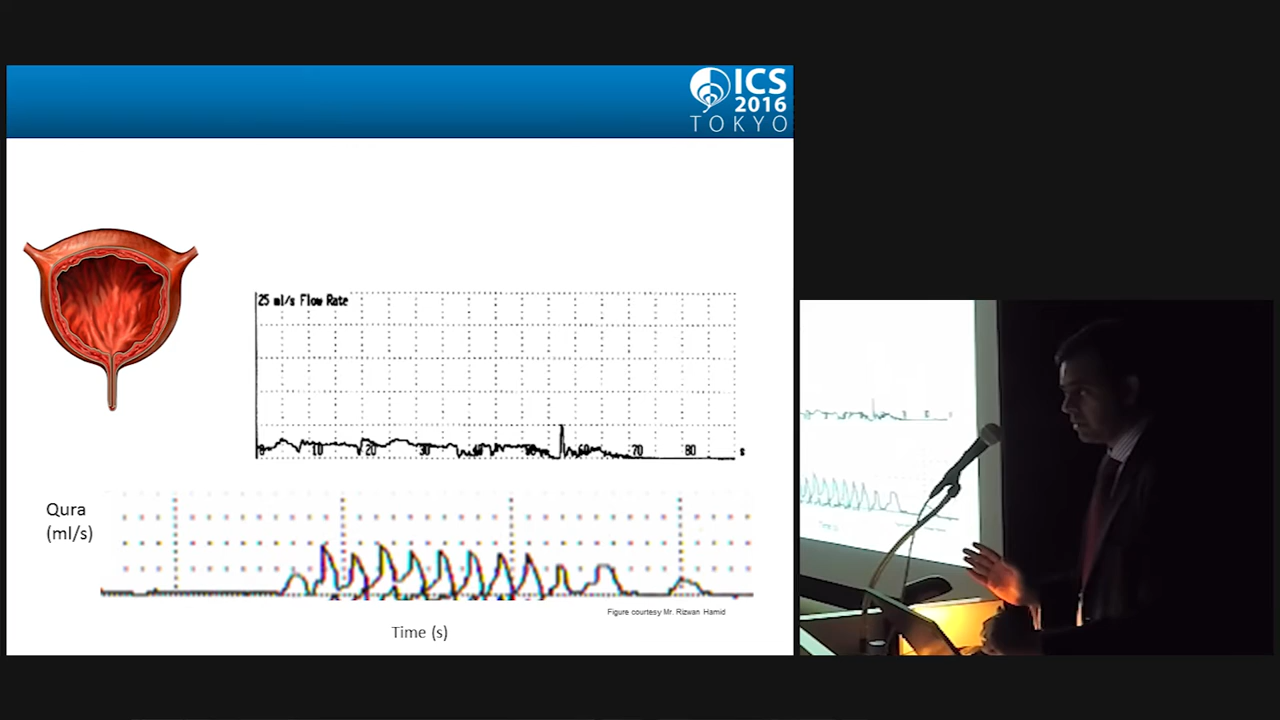 ICS
2016
TOKYO
25 ml/s Flow Rate
0 10 20 30 40 50 60 70 80 s
Qura
(ml/s)
Figure courtesy Mr. Rizwan Hamid
Time (s)